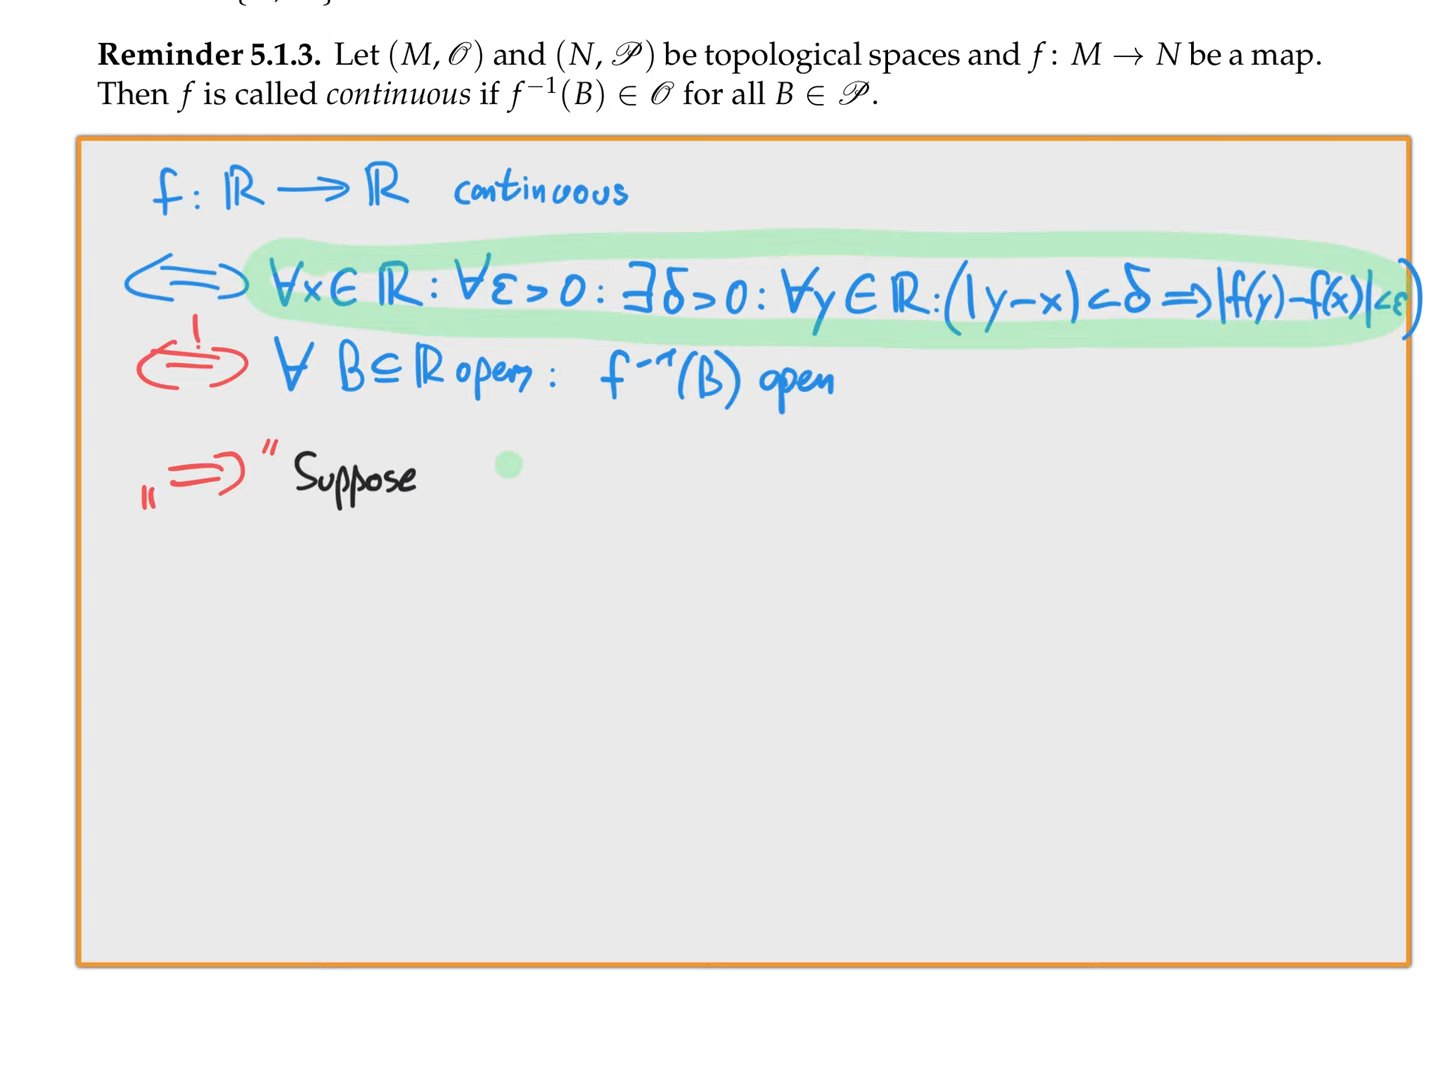 Reminder 5.1.3. Let (M, 𝒪) and (N, 𝒫) be topological spaces and f : M → N be a map.
Then f is called continuous if f⁻¹(B) ∈ 𝒪 for all B ∈ 𝒫.
f : ℝ ⟶ ℝ continuous
⟺ ∀x ∈ ℝ : ∀ε > 0 : ∃δ > 0 : ∀y ∈ ℝ : (|y − x) < δ ⟹ |f(y) − f(x)| < ε)
!
⟺ ∀ B ⊆ ℝ open : f⁻¹(B) open
„⟹" Suppose